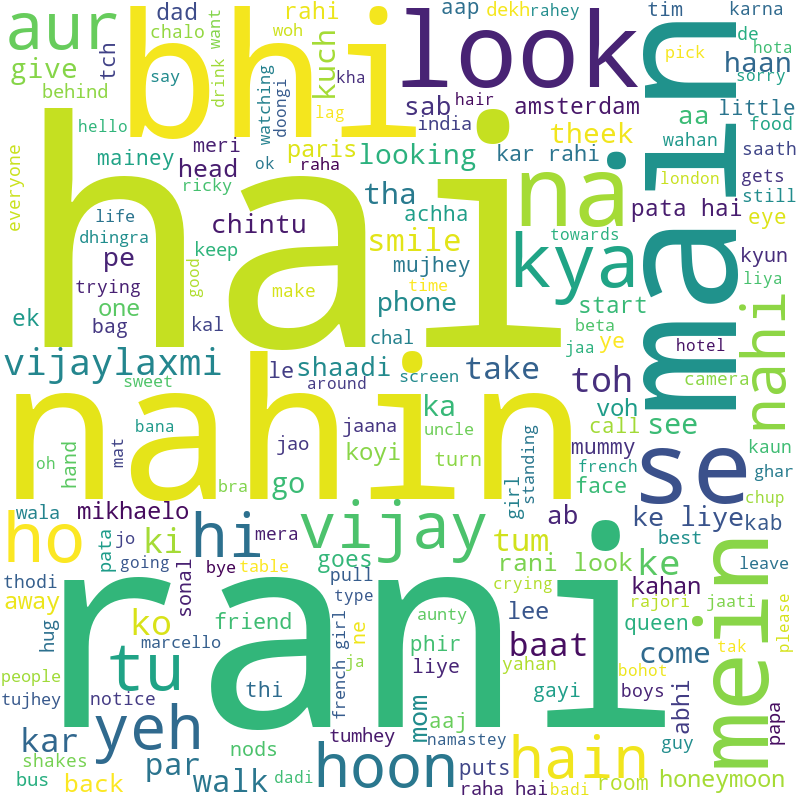 aur
bhi
look
main
dad
rahi
aap
dekh
rahey
tim
karna
chalo
woh
de
hota
give
tch
say
drink want
kuch
pick
haan
sorry
behind
kha
sab
hair
amsterdam
aa
little
hello
watching
doongi
lag
india
theek
wahan
food
everyone
mainey
meri
paris
looking
kar rahi
saath
head
ok
raha
na
london
gets
ricky
tha
achha
pata hai
still
hai
life
chintu
smile
kya
towards
eye
dhingra
keep
mujhey
kyun
pe
trying
good
make
time
phone
start
liya
one
bag
kal
chal
beta
ye
nahi
ek
jaa
hotel
vijaylaxmi
le
shaadi
take
toh
camera
sweet
around
screen
nahin
ka
voh
call
see
bana
jao
jaana
uncle
koyi
turn
mummy
se
kaun
oh
hand
mat
go
girl
standing
french
ghar
bra
face
chup
wala
mikhaelo
hi
vijay
ab
ke liye
kab
ho
pata
jo
ki
mera
going
goes
tum
rani look
ke
best
mein
thodi
bye
table
pull
crying
leave
away
sonal
type
kahan
hug
ko
friend
ne
aunty
lee
rajori
jaati
please
marcello
french girl
phir
baat
queen
rani
people
tu
ja
liye
yahan
come
tak
tujhey
notice
thi
mom
gayi
boys
abhi
bohot
yeh
tumhey
aaj
namastey
guy
papa
kar
nods
hoon
hain
shakes
par
puts
room
honeymoon
bus
back
walk
dadi
raha hai
badi